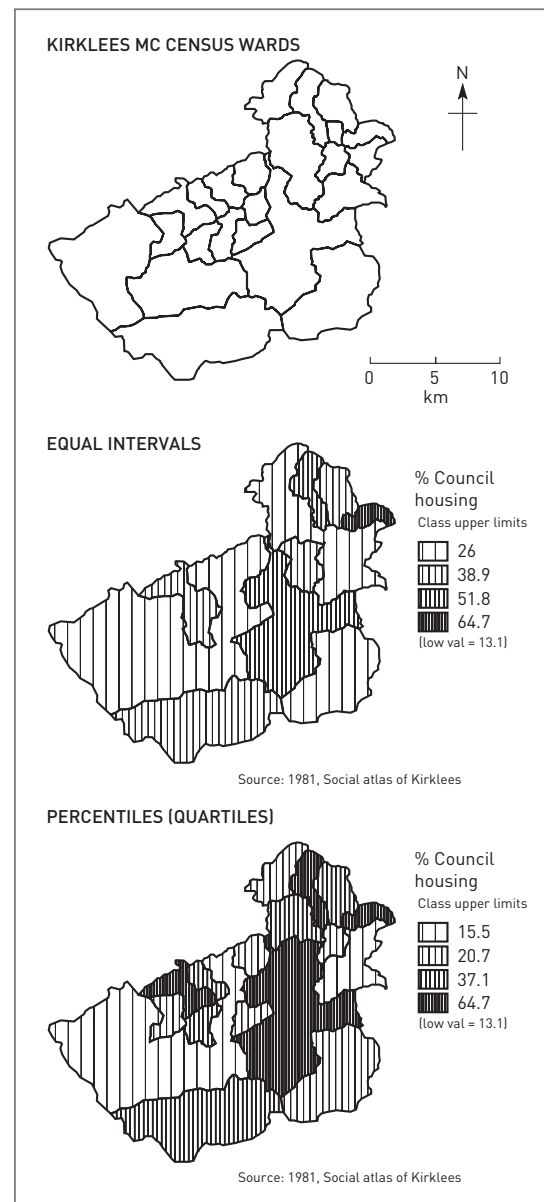 KIRKLEES MC CENSUS WARDS
N
0 5 10
km
EQUAL INTERVALS
% Council
housing
Class upper limits
26
38.9
51.8
64.7
(low val = 13.1)
Source: 1981, Social atlas of Kirklees
PERCENTILES (QUARTILES)
% Council
housing
Class upper limits
15.5
20.7
37.1
64.7
(low val = 13.1)
Source: 1981, Social atlas of Kirklees